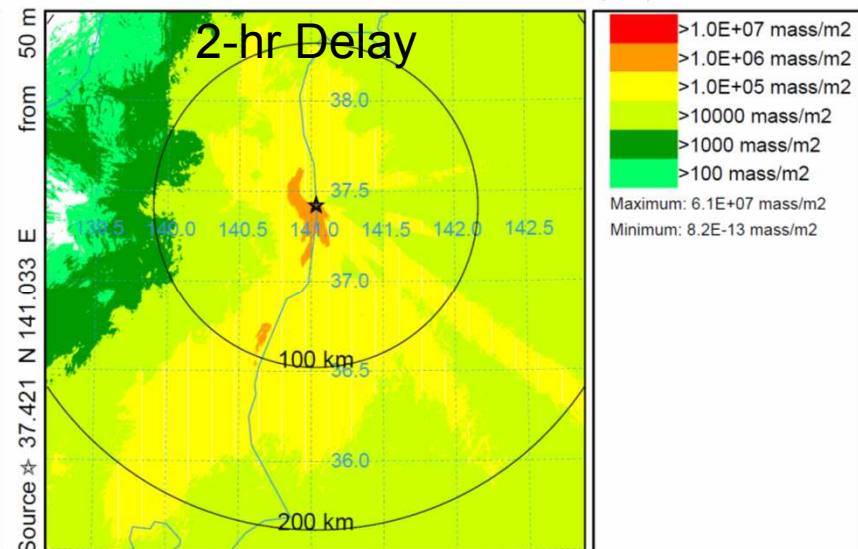 2-hr Delay
Source ☆ 37.421 N 141.033 E from 50 m
38.0
37.5
139.5 140.0 140.5 141.0 141.5 142.0 142.5
37.0
100 km
36.5
36.0
200 km
>1.0E+07 mass/m2
>1.0E+06 mass/m2
>1.0E+05 mass/m2
>10000 mass/m2
>1000 mass/m2
>100 mass/m2
Maximum: 6.1E+07 mass/m2
Minimum: 8.2E-13 mass/m2